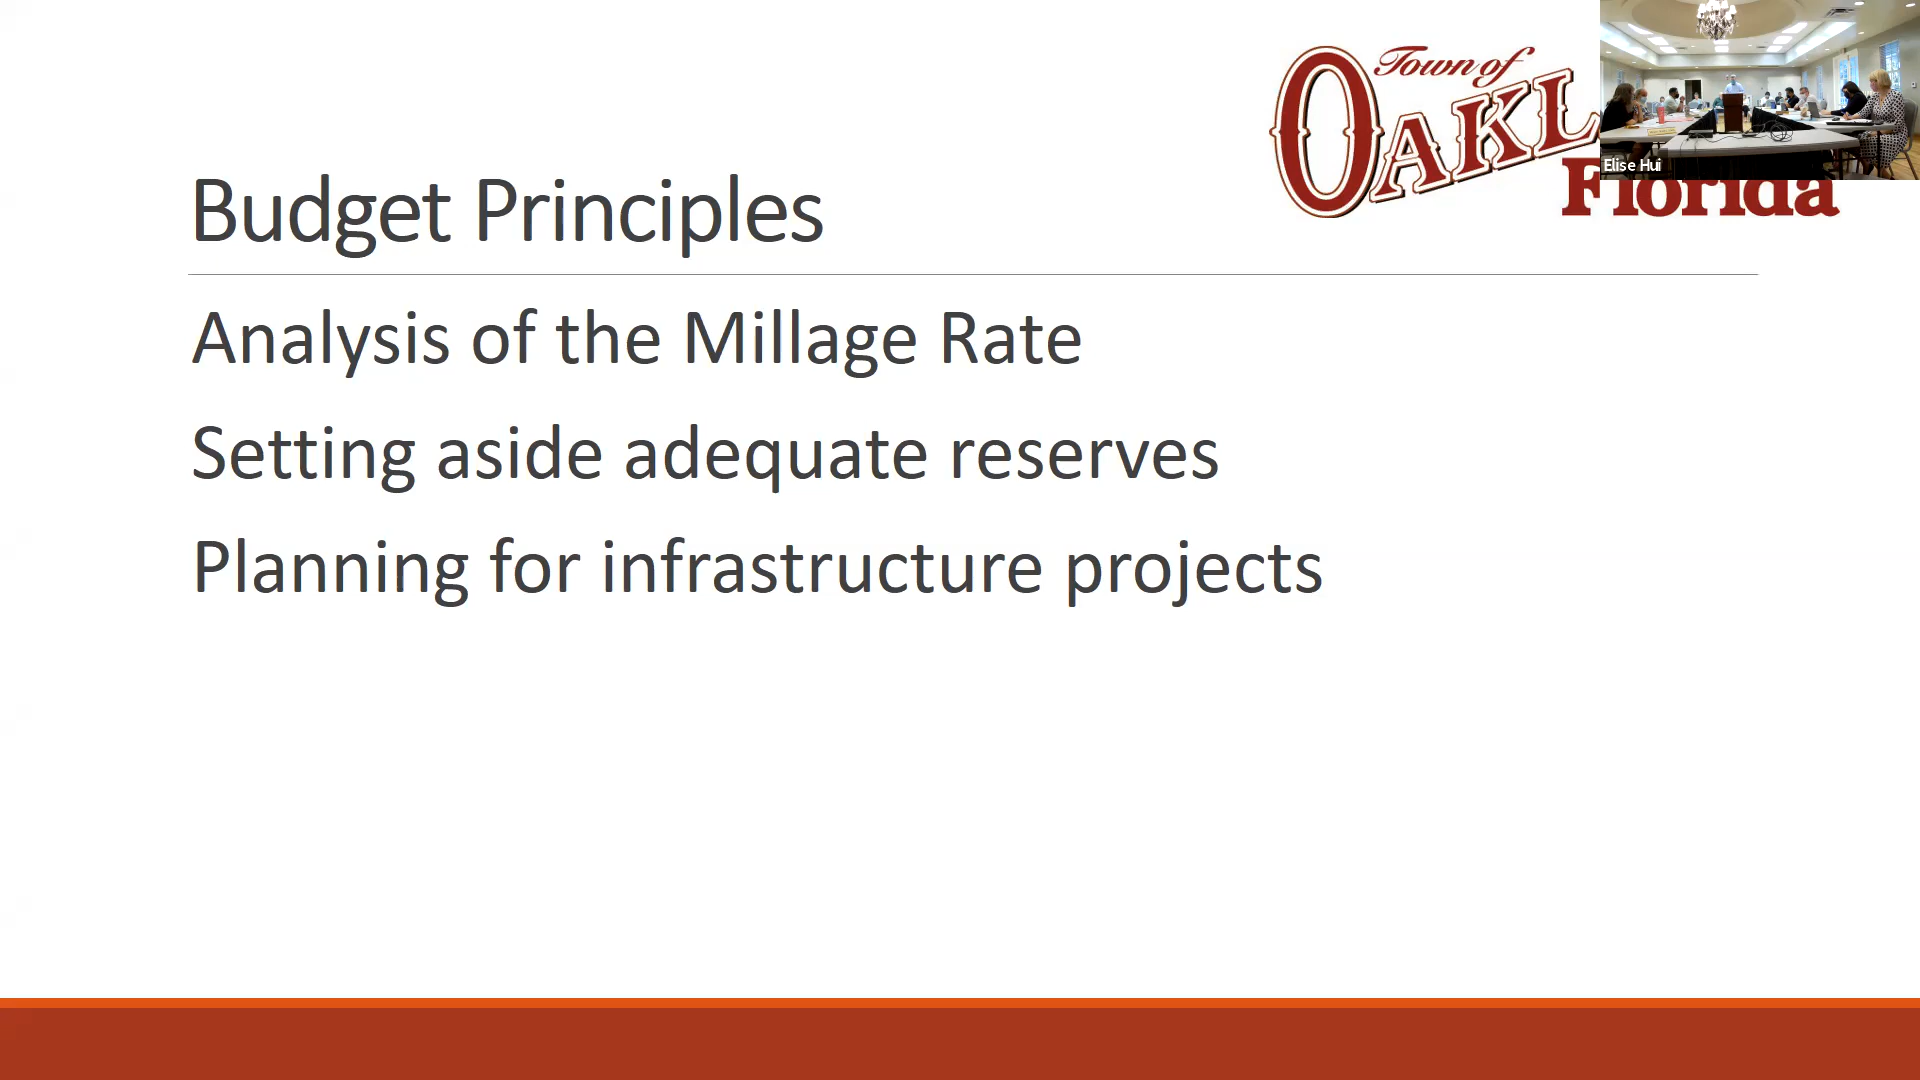 Town of
OAKL
Florida
Elise Hui
Budget Principles
Analysis of the Millage Rate
Setting aside adequate reserves
Planning for infrastructure projects